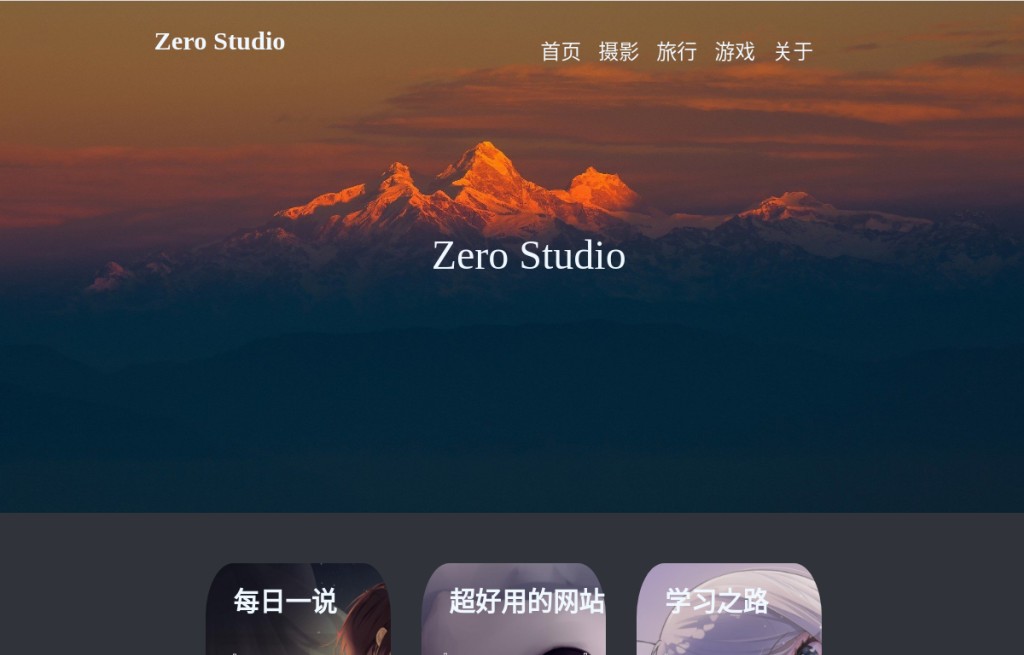 Zero Studio
首页 摄影 旅行 游戏 关于
Zero Studio
每日一说
超好用的网站
学习之路